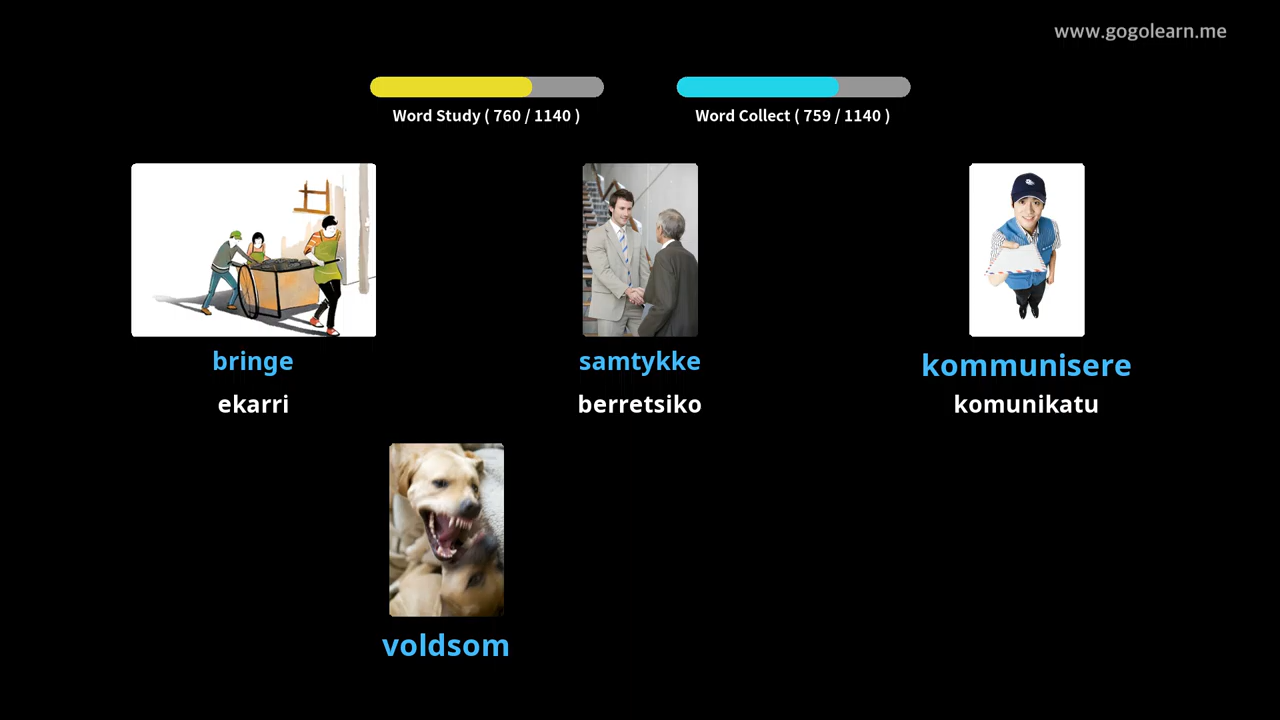 www.gogolearn.me
Word Study ( 760 / 1140 )
Word Collect ( 759 / 1140 )
bringe
samtykke
kommunisere
ekarri
berretsiko
komunikatu
voldsom